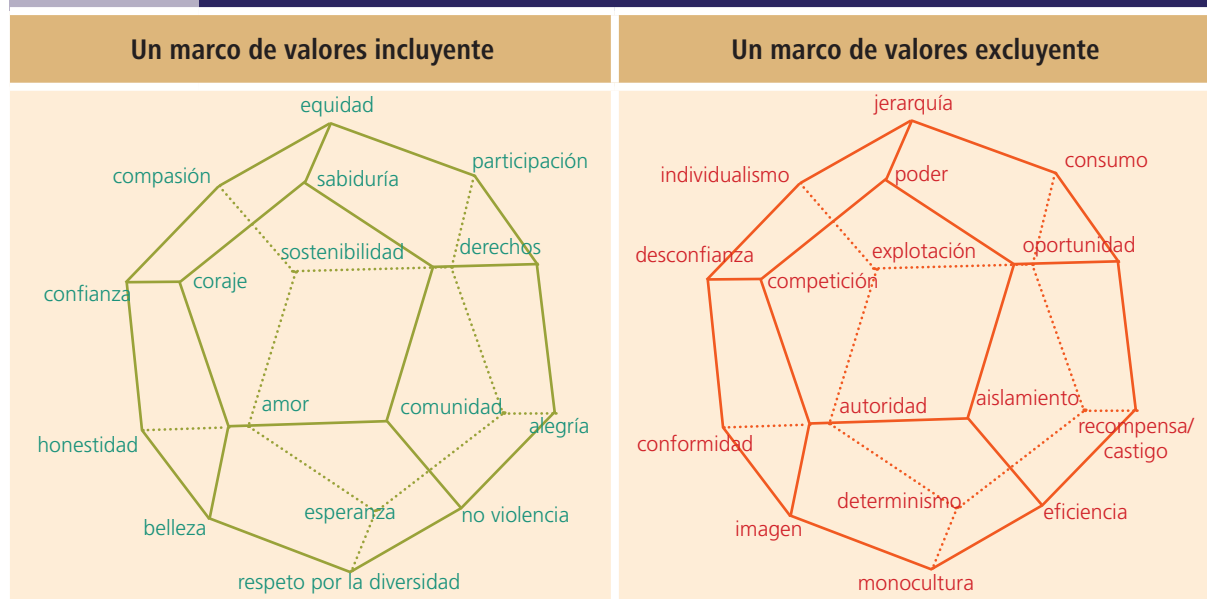 Un marco de valores incluyente
equidad
participación
compasión
sabiduría
sostenibilidad
derechos
confianza
coraje
amor
comunidad
alegría
honestidad
esperanza
no violencia
belleza
respeto por la diversidad
Un marco de valores excluyente
jerarquía
consumo
individualismo
poder
explotación
oportunidad
desconfianza
competición
autoridad
aislamiento
recompensa/
castigo
conformidad
determinismo
eficiencia
imagen
monocultura